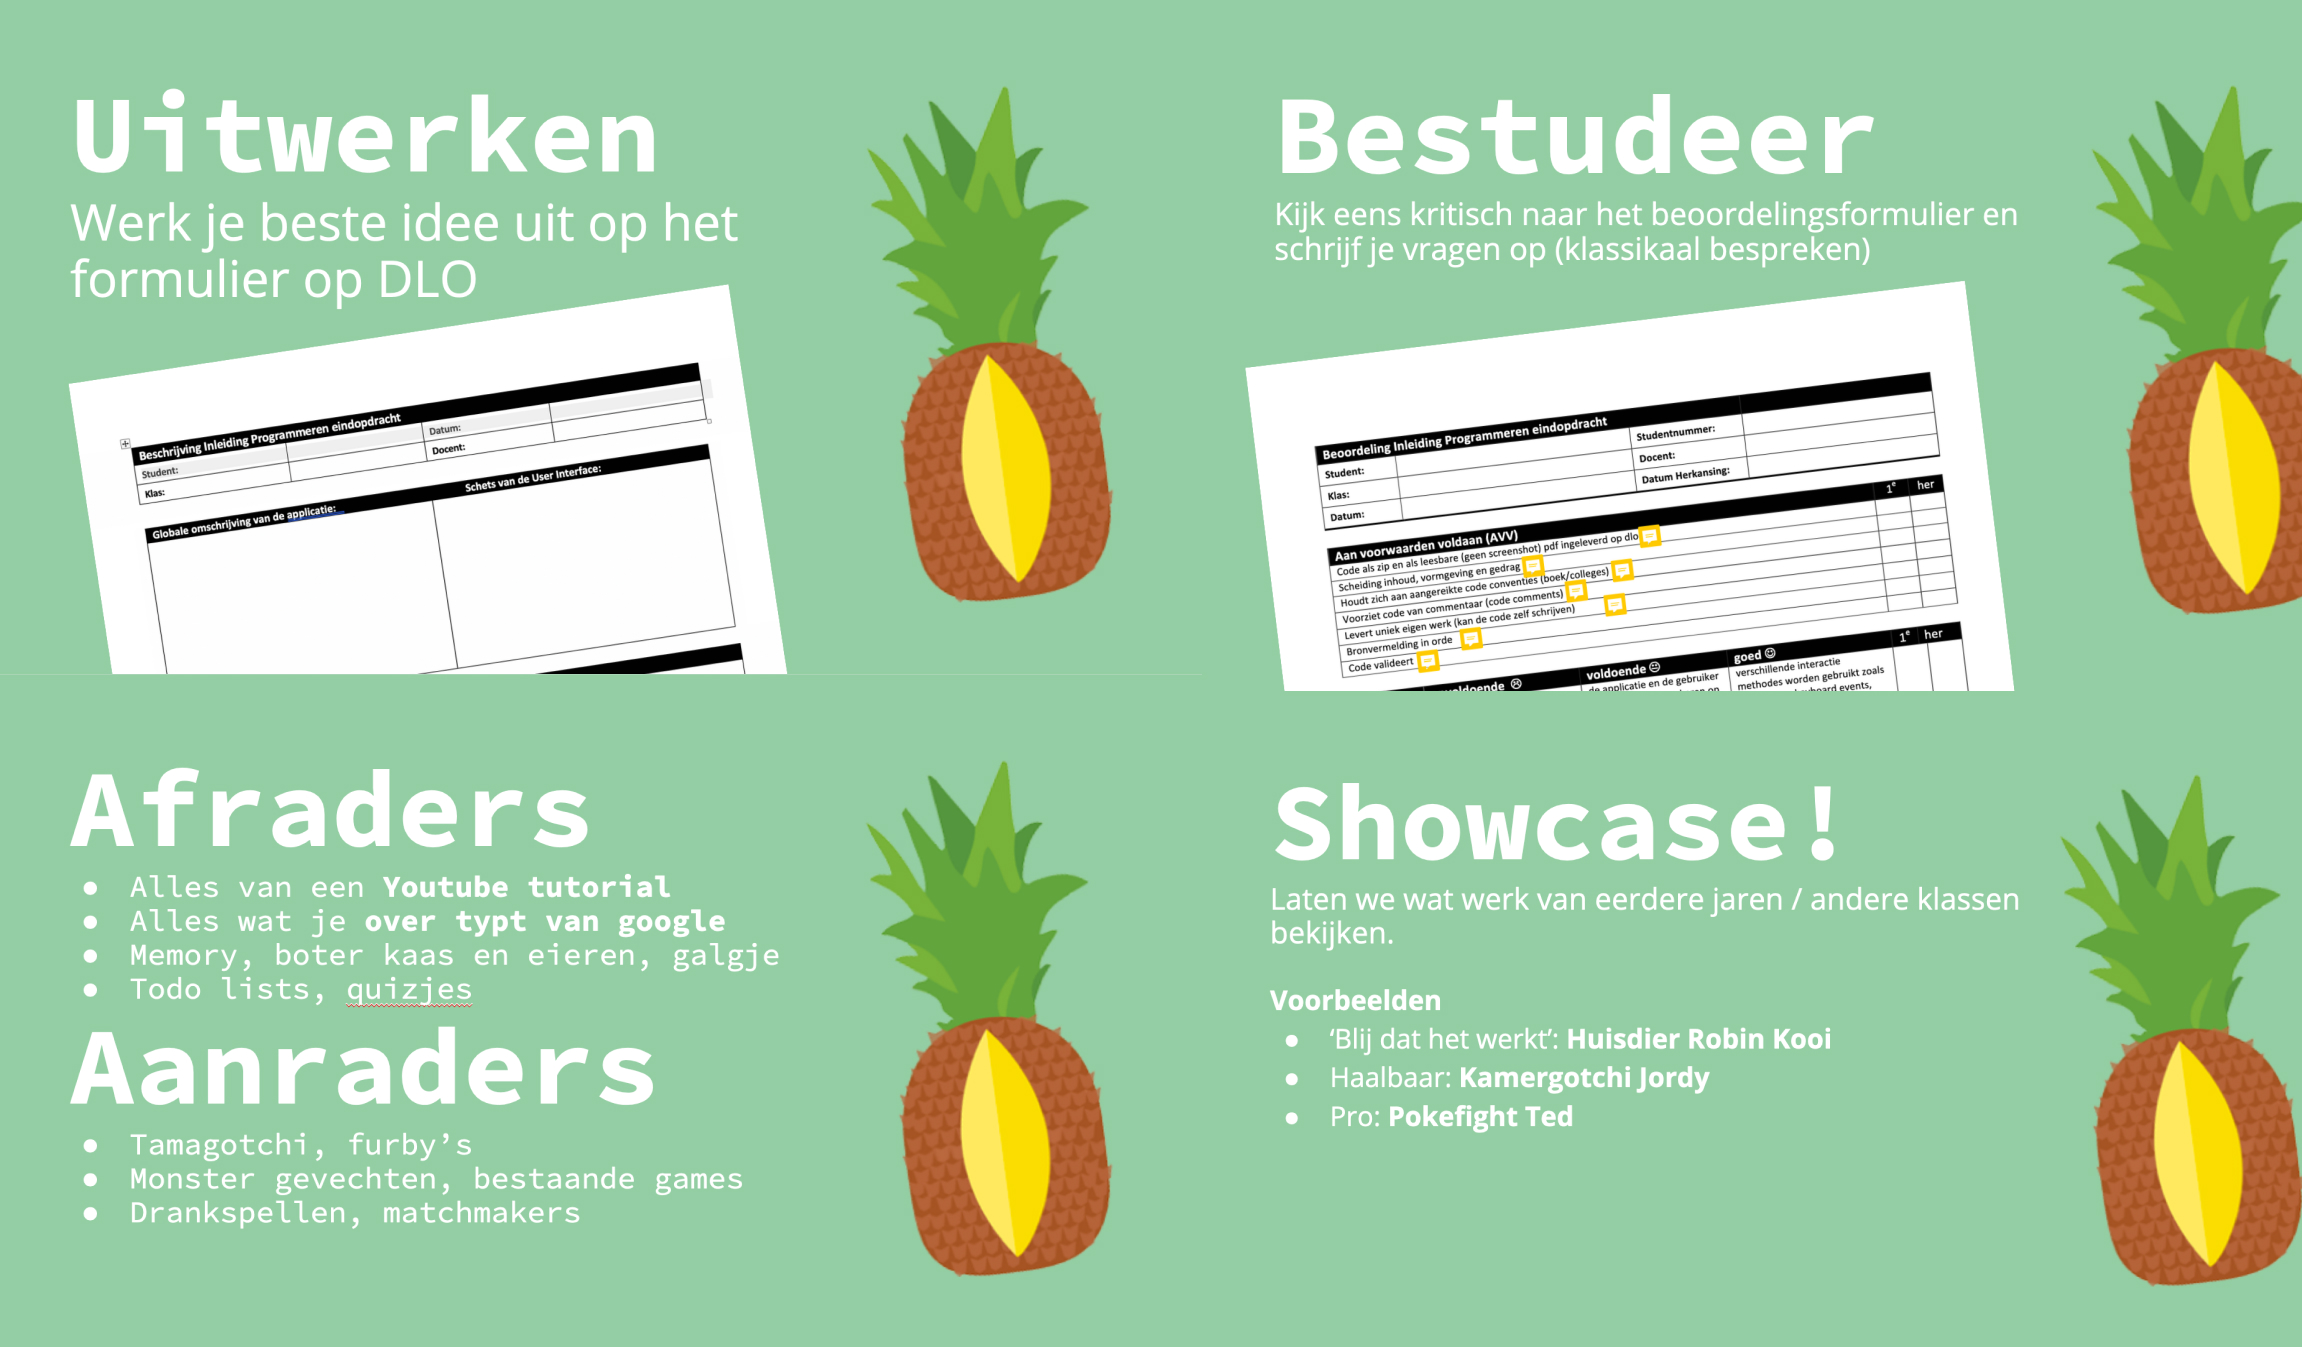 Uitwerken
Werk je beste idee uit op het
formulier op DLO
Beschrijving Inleiding Programmeren eindopdracht
Student:
Datum:
Klas:
Docent:
Globale omschrijving van de applicatie:
Schets van de User Interface:
Bestudeer
Kijk eens kritisch naar het beoordelingsformulier en
schrijf je vragen op (klassikaal bespreken)
Beoordeling Inleiding Programmeren eindopdracht
Student:
Studentnummer:
Klas:
Docent:
Datum:
Datum Herkansing:
Aan voorwaarden voldaan (AVV)
1e her
Code als zip en als leesbare (geen screenshot) pdf ingeleverd op dlo
Scheiding inhoud, vormgeving en gedrag
Houdt zich aan aangereikte code conventies (boek/colleges)
Voorziet code van commentaar (code comments)
Levert uniek eigen werk (kan de code zelf schrijven)
Bronvermelding in orde
Code valideert
voldoende ☹
voldoende 😐
goed ☺
1e her
de applicatie en de gebruiker
verschillende interactie
methodes worden gebruikt zoals
events,
Afraders
● Alles van een Youtube tutorial
● Alles wat je over typt van google
● Memory, boter kaas en eieren, galgje
● Todo lists, quizjes
Aanraders
● Tamagotchi, furby’s
● Monster gevechten, bestaande games
● Drankspellen, matchmakers
Showcase!
Laten we wat werk van eerdere jaren / andere klassen
bekijken.
Voorbeelden
● ‘Blij dat het werkt’: Huisdier Robin Kooi
● Haalbaar: Kamergotchi Jordy
● Pro: Pokefight Ted